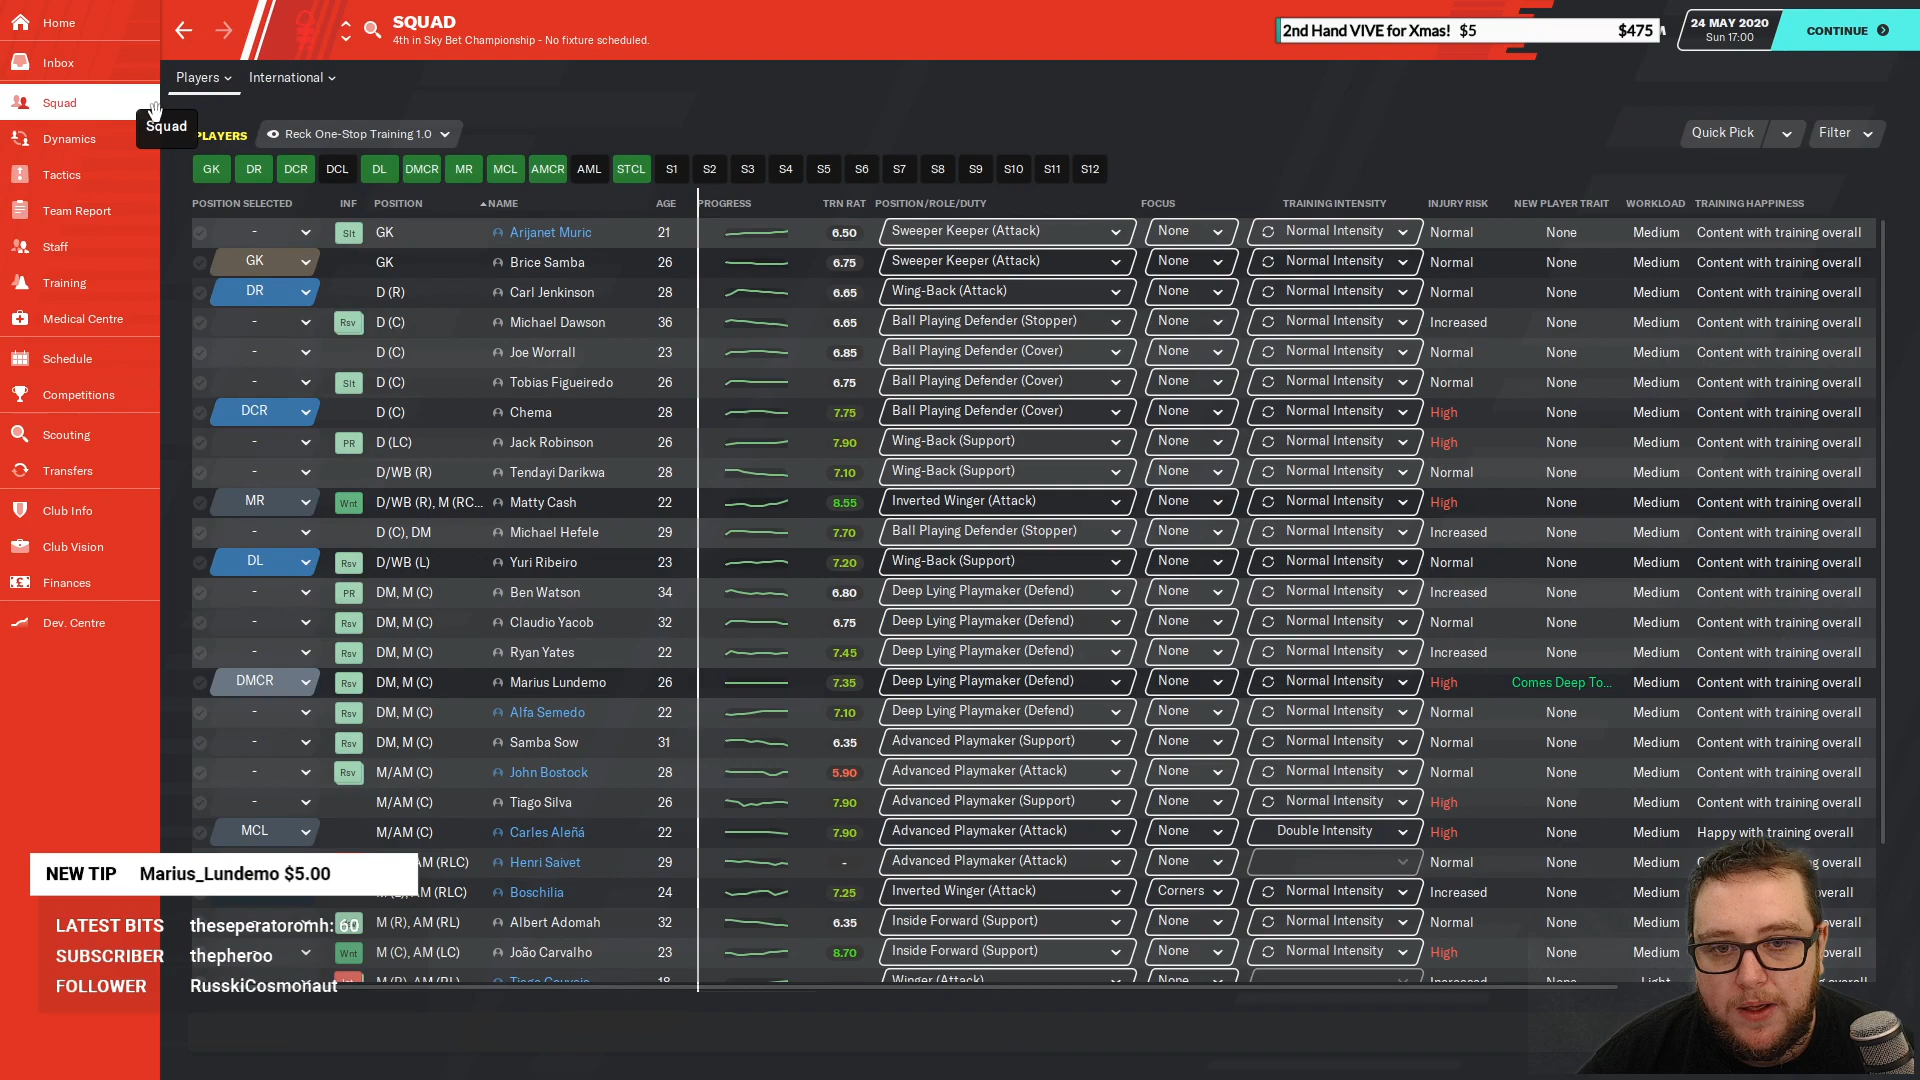 Home
Inbox
Squad
Dynamics
Tactics
Team Report
Staff
Training
Medical Centre
Schedule
Competitions
Scouting
Transfers
Club Info
Club Vision
Finances
Dev. Centre
Squad
SQUAD
4th in Sky Bet Championship - No fixture scheduled.
2nd Hand VIVE for Xmas! $5 $475
24 MAY 2020
Sun 17:00
CONTINUE
Players International
PLAYERS Reck One-Stop Training 1.0 Quick Pick Filter
GK DR DCR DCL DL DMCR MR MCL AMCR AML STCL S1 S2 S3 S4 S5 S6 S7 S8 S9 S10 S11 S12
POSITION SELECTED INF POSITION NAME AGE PROGRESS TRN RAT POSITION/ROLE/DUTY FOCUS TRAINING INTENSITY INJURY RISK NEW PLAYER TRAIT WORKLOAD TRAINING HAPPINESS
- Slt GK Arijanet Muric 21 6.50 Sweeper Keeper (Attack) None Normal Intensity Normal None Medium Content with training overall
GK GK Brice Samba 26 6.75 Sweeper Keeper (Attack) None Normal Intensity Normal None Medium Content with training overall
DR D (R) Carl Jenkinson 28 6.65 Wing-Back (Attack) None Normal Intensity Normal None Medium Content with training overall
- Rsv D (C) Michael Dawson 36 6.65 Ball Playing Defender (Stopper) None Normal Intensity Increased None Medium Content with training overall
- D (C) Joe Worrall 23 6.85 Ball Playing Defender (Cover) None Normal Intensity Normal None Medium Content with training overall
- Slt D (C) Tobias Figueiredo 26 6.75 Ball Playing Defender (Cover) None Normal Intensity Normal None Medium Content with training overall
DCR D (C) Chema 28 7.75 Ball Playing Defender (Cover) None Normal Intensity High None Medium Content with training overall
- PR D (LC) Jack Robinson 26 7.90 Wing-Back (Support) None Normal Intensity High None Medium Content with training overall
- D/WB (R) Tendayi Darikwa 28 7.10 Wing-Back (Support) None Normal Intensity Normal None Medium Content with training overall
MR Wnt D/WB (R), M (RC... Matty Cash 22 8.55 Inverted Winger (Attack) None Normal Intensity High None Medium Content with training overall
- D (C), DM Michael Hefele 29 7.70 Ball Playing Defender (Stopper) None Normal Intensity Increased None Medium Content with training overall
DL Rsv D/WB (L) Yuri Ribeiro 23 7.20 Wing-Back (Support) None Normal Intensity Normal None Medium Content with training overall
- PR DM, M (C) Ben Watson 34 6.80 Deep Lying Playmaker (Defend) None Normal Intensity Increased None Medium Content with training overall
- Rsv DM, M (C) Claudio Yacob 32 6.75 Deep Lying Playmaker (Defend) None Normal Intensity Normal None Medium Content with training overall
- Rsv DM, M (C) Ryan Yates 22 7.45 Deep Lying Playmaker (Defend) None Normal Intensity Increased None Medium Content with training overall
DMCR Rsv DM, M (C) Marius Lundemo 26 7.35 Deep Lying Playmaker (Defend) None Normal Intensity High Comes Deep To... Medium Content with training overall
- Rsv DM, M (C) Alfa Semedo 22 7.10 Deep Lying Playmaker (Defend) None Normal Intensity Normal None Medium Content with training overall
- Rsv DM, M (C) Samba Sow 31 6.35 Advanced Playmaker (Support) None Normal Intensity Normal None Medium Content with training overall
- Rsv M/AM (C) John Bostock 28 5.90 Advanced Playmaker (Attack) None Normal Intensity Normal None Medium Content with training overall
- M/AM (C) Tiago Silva 26 7.90 Advanced Playmaker (Support) None Normal Intensity High None Medium Content with training overall
MCL M/AM (C) Carles Aleñá 22 7.90 Advanced Playmaker (Attack) None Double Intensity High None Medium Happy with training overall
AM (RLC) Henri Saivet 29 - Advanced Playmaker (Attack) None Normal None Medium overall
AM (RLC) Boschilia 24 7.25 Inverted Winger (Attack) Corners Normal Intensity Increased None Medium overall
M (R), AM (RL) Albert Adomah 32 6.35 Inside Forward (Support) None Normal Intensity Normal None Medium overall
Wnt M (C), AM (LC) João Carvalho 23 8.70 Inside Forward (Support) None Normal Intensity High None Medium overall
Winger (Attack) None
NEW TIP Marius_Lundemo $5.00
LATEST BITS theseperatoromh: 60
SUBSCRIBER thepheroo
FOLLOWER RusskiCosmonaut